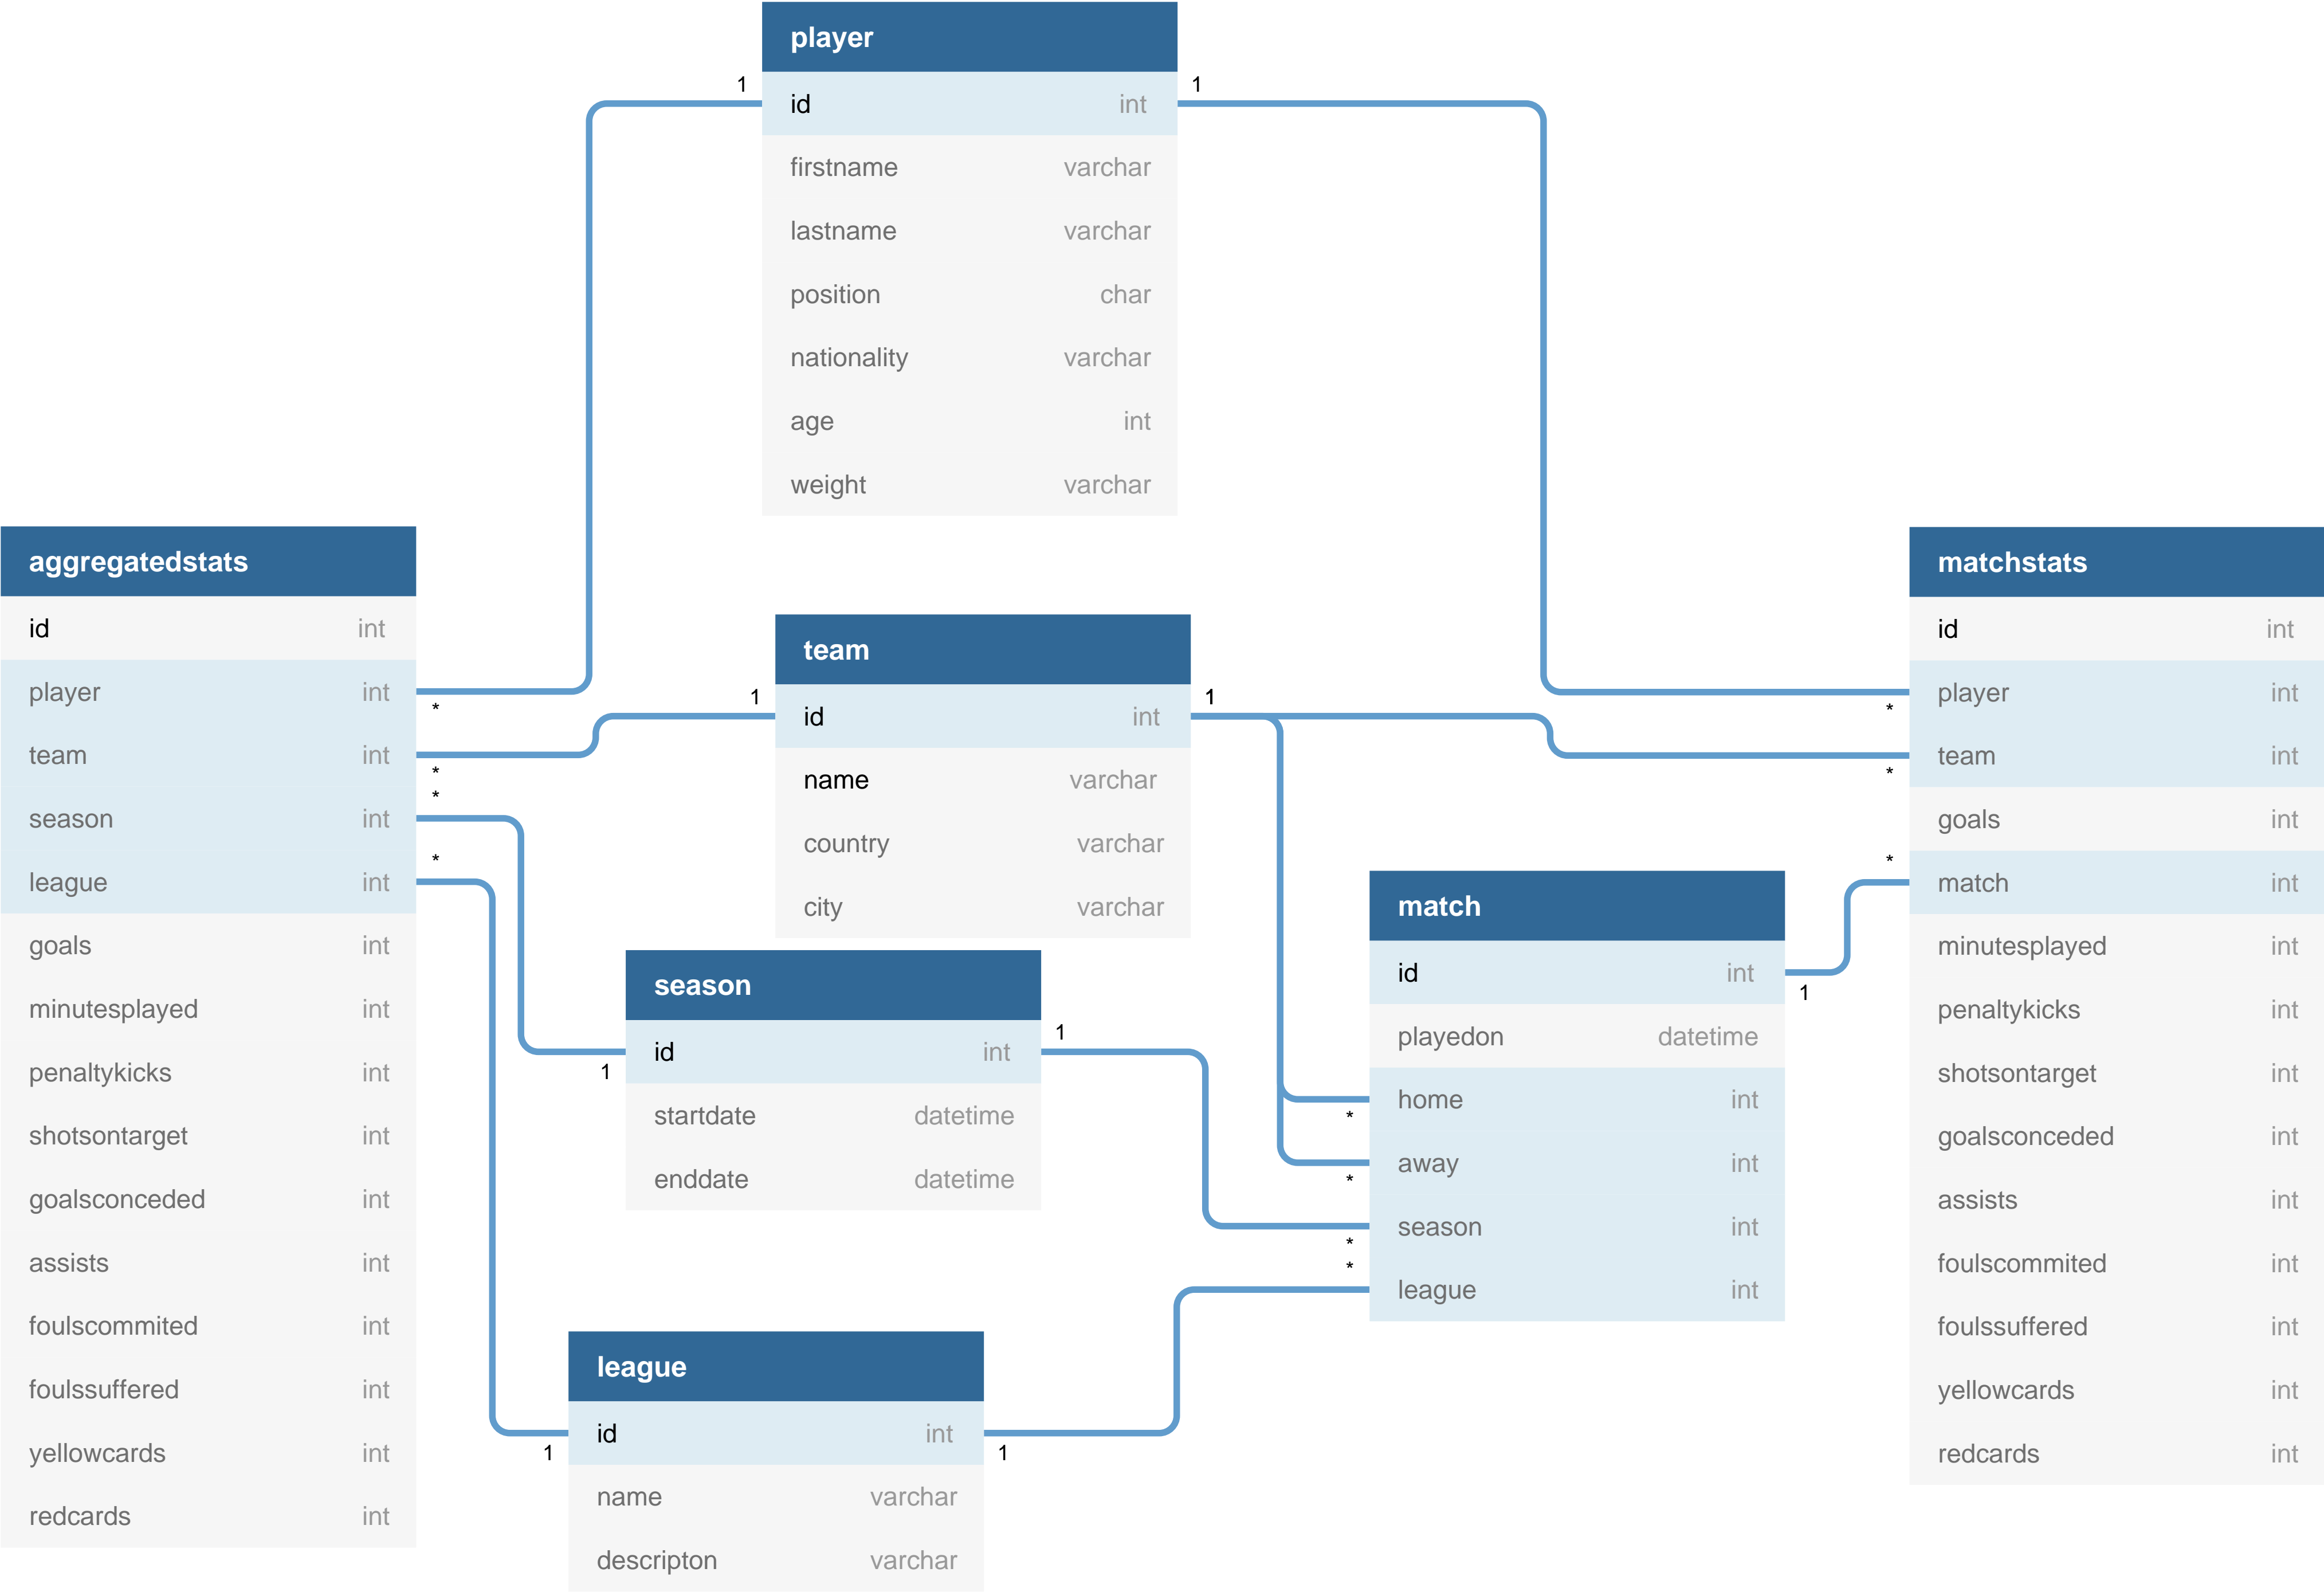 player
1
1
id int
firstname varchar
lastname varchar
position char
nationality varchar
age int
weight varchar
aggregatedstats
id int
player int
*
team int
*
*
season int
*
league int
goals int
minutesplayed int
penaltykicks int
shotsontarget int
goalsconceded int
assists int
foulscommited int
foulssuffered int
yellowcards int
redcards int
team
1
1
id int
name varchar
country varchar
city varchar
season
1
id int
1
startdate datetime
enddate datetime
league
id int
1
1
name varchar
descripton varchar
match
id int
1
playedon datetime
home int
*
away int
*
season int
*
*
league int
matchstats
id int
player int
*
team int
*
goals int
*
match int
minutesplayed int
penaltykicks int
shotsontarget int
goalsconceded int
assists int
foulscommited int
foulssuffered int
yellowcards int
redcards int